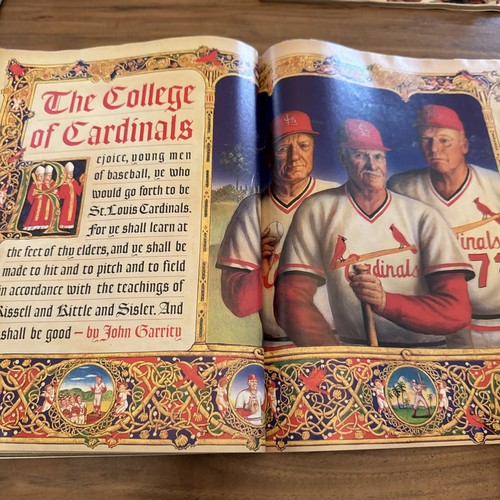 The College
of Cardinals
Rejoice, young men
of baseball, ye who
would go forth to be
St. Louis Cardinals.
For ye shall learn at
the feet of thy elders, and ye shall be
made to hit and to pitch and to field
in accordance with the teachings of
Kissell and Kittle and Sisler. And
shall be good – by John Garrity
Cardinals